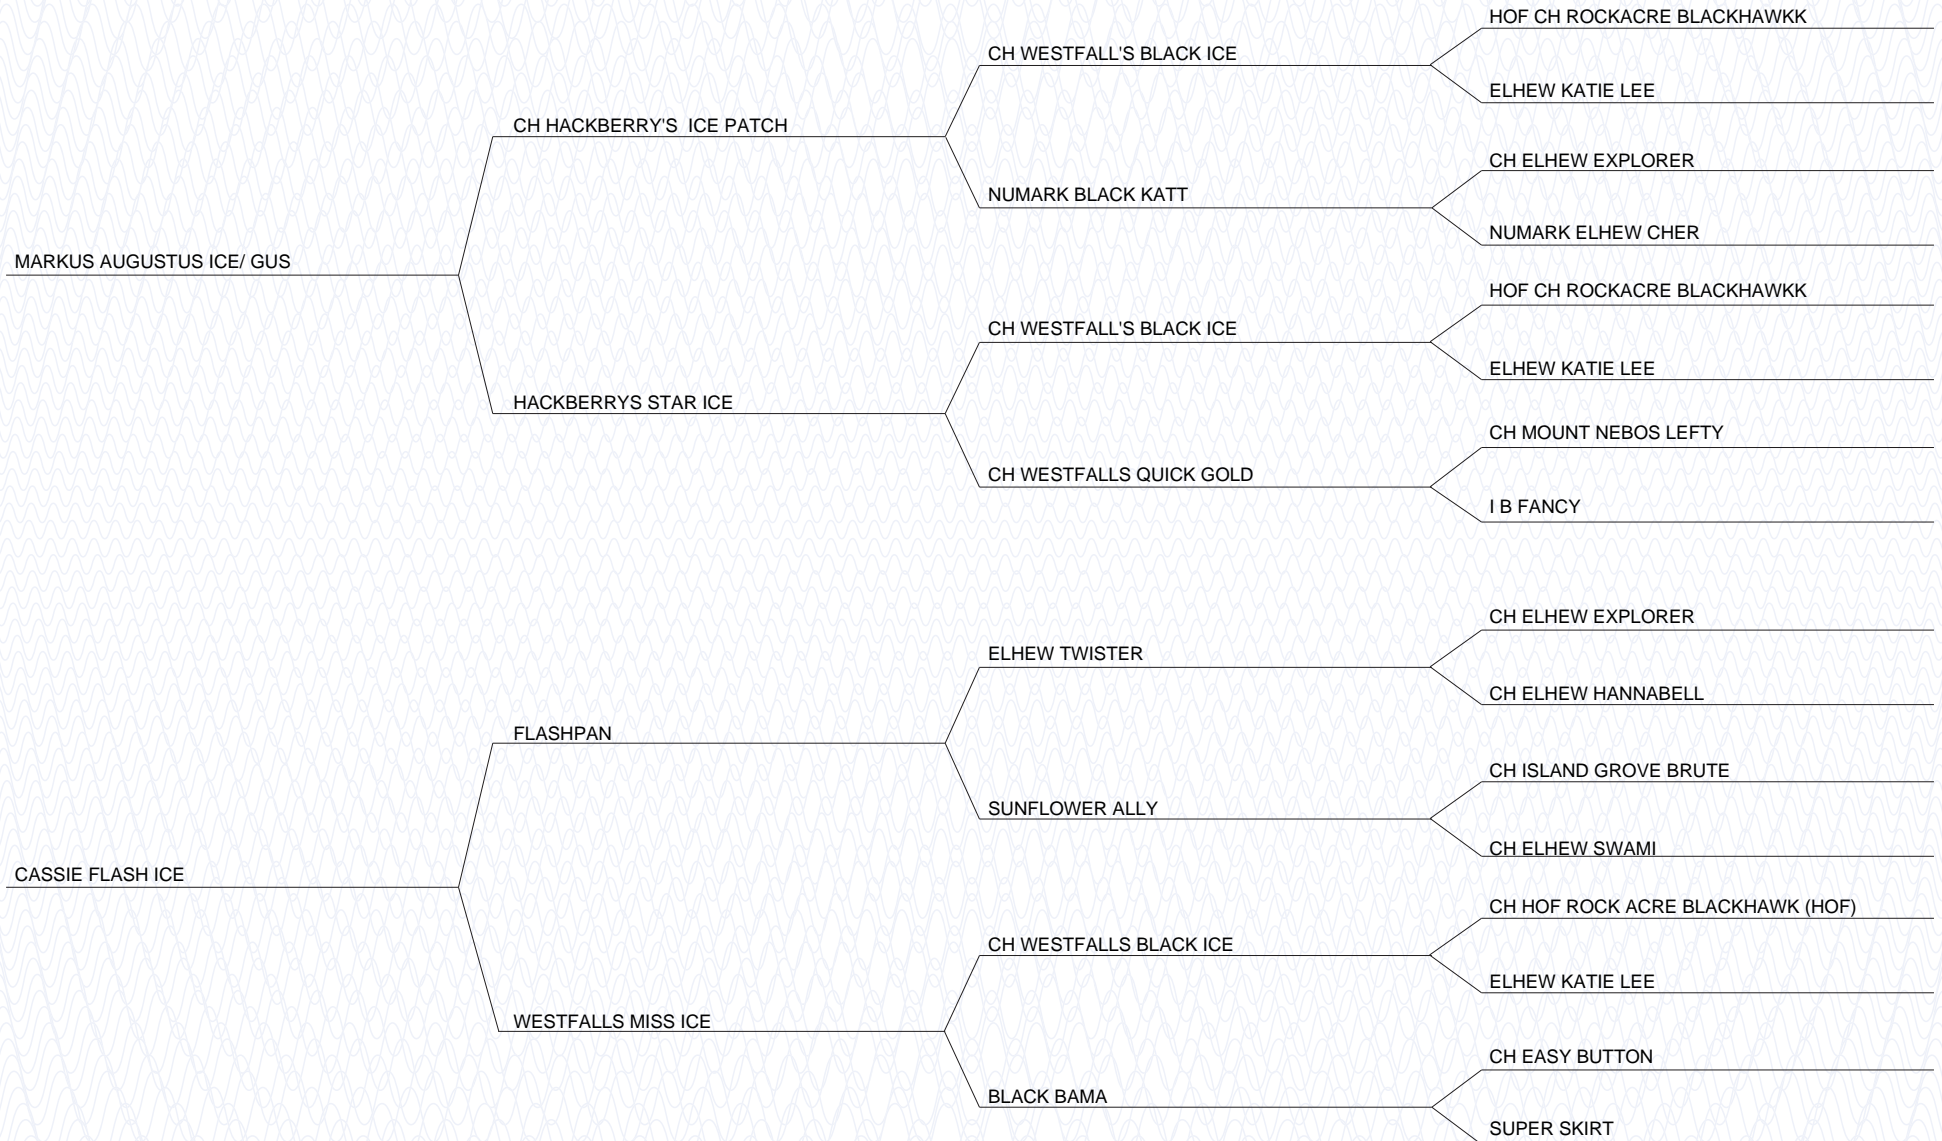 HOF CH ROCKACRE BLACKHAWKK
CH WESTFALL'S BLACK ICE
ELHEW KATIE LEE
CH HACKBERRY'S  ICE PATCH
CH ELHEW EXPLORER
NUMARK BLACK KATT
NUMARK ELHEW CHER
MARKUS AUGUSTUS ICE/ GUS
HOF CH ROCKACRE BLACKHAWKK
CH WESTFALL'S BLACK ICE
ELHEW KATIE LEE
HACKBERRYS STAR ICE
CH MOUNT NEBOS LEFTY
CH WESTFALLS QUICK GOLD
I B FANCY
CH ELHEW EXPLORER
ELHEW TWISTER
CH ELHEW HANNABELL
FLASHPAN
CH ISLAND GROVE BRUTE
SUNFLOWER ALLY
CH ELHEW SWAMI
CASSIE FLASH ICE
CH HOF ROCK ACRE BLACKHAWK (HOF)
CH WESTFALLS BLACK ICE
ELHEW KATIE LEE
WESTFALLS MISS ICE
CH EASY BUTTON
BLACK BAMA
SUPER SKIRT